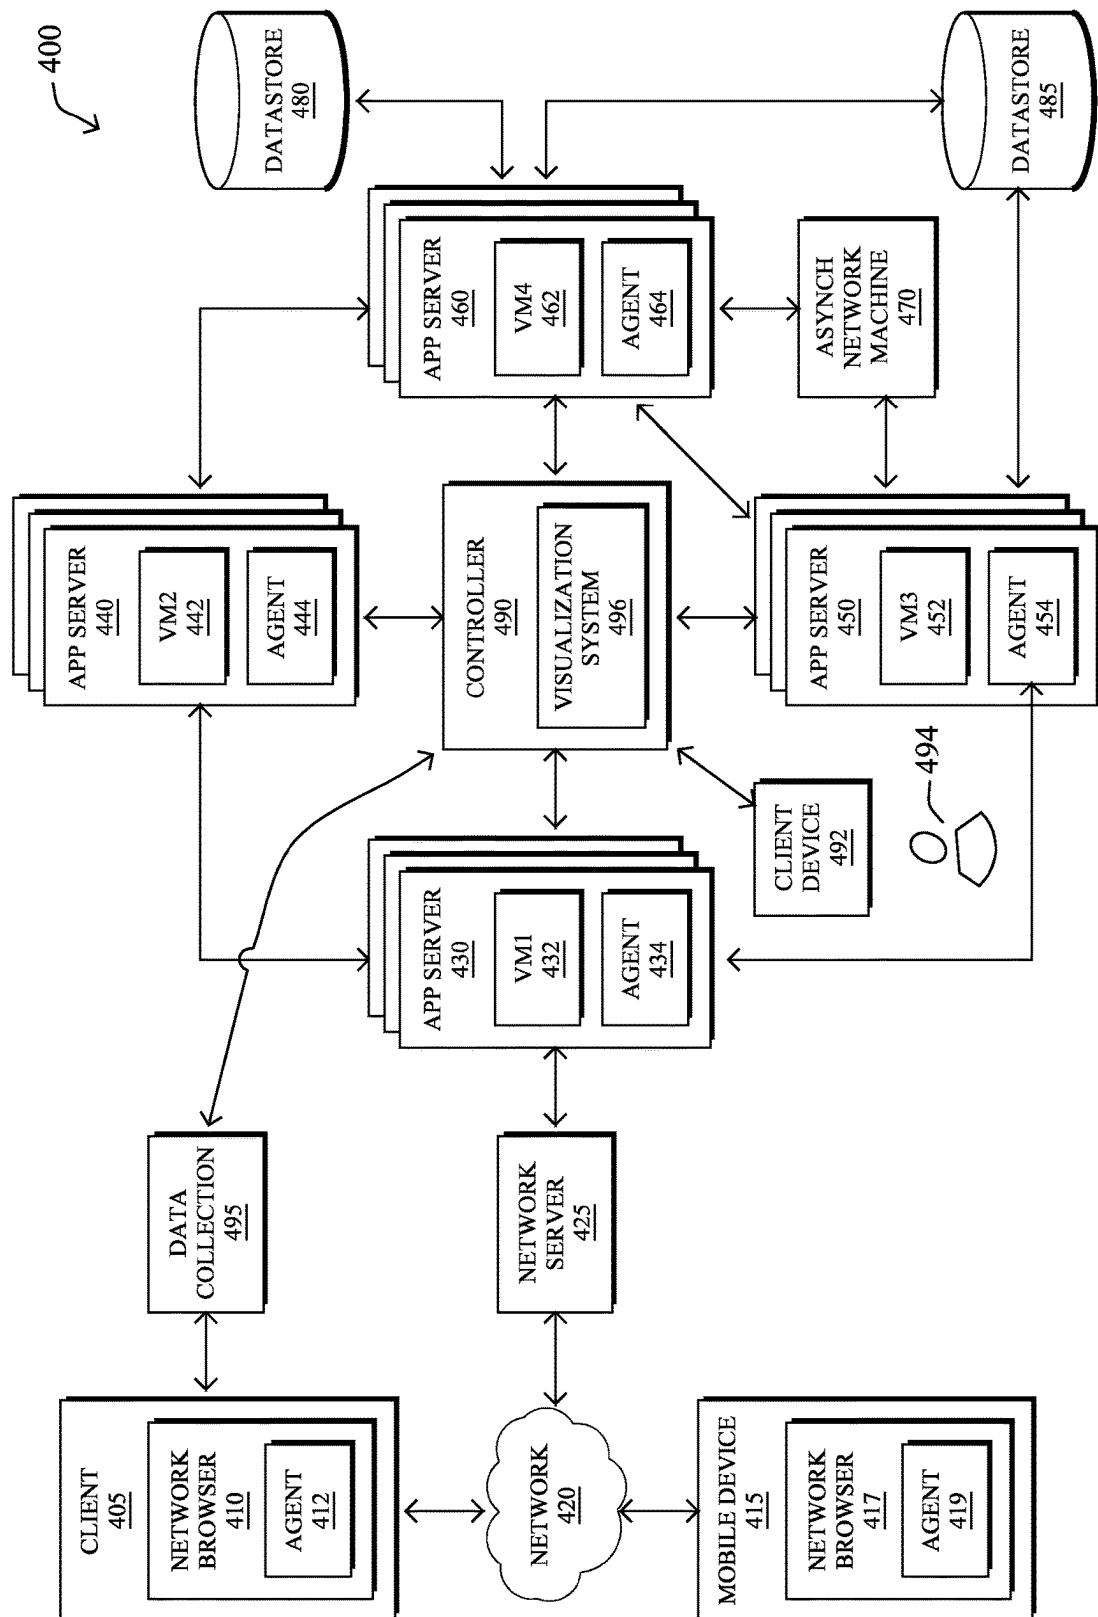 400
CLIENT
405
NETWORK
BROWSER
410
AGENT
412
DATA
COLLECTION
495
NETWORK
420
NETWORK
SERVER
425
MOBILE DEVICE
415
NETWORK
BROWSER
417
AGENT
419
APP SERVER
430
VM1
432
AGENT
434
APP SERVER
440
VM2
442
AGENT
444
CONTROLLER
490
VISUALIZATION
SYSTEM
496
CLIENT
DEVICE
492
494
APP SERVER
450
VM3
452
AGENT
454
APP SERVER
460
VM4
462
AGENT
464
ASYNCH
NETWORK
MACHINE
470
DATASTORE
480
DATASTORE
485